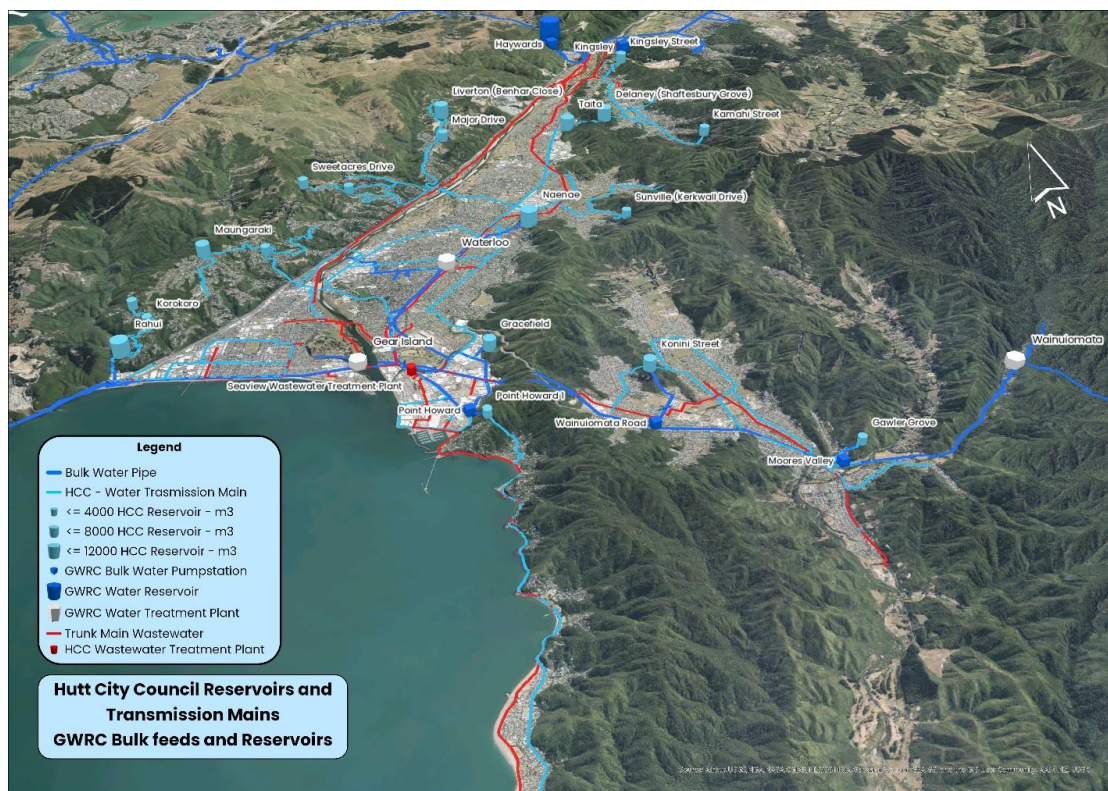 Haywards
Kingsley
Kingsley Street
Liverton (Benhar Close)
Delaney (Shaftesbury Grove)
Taita
Major Drive
Kamahi Street
Sweetacres Drive
Naenae
Sunville (Kerkwall Drive)
Maungaraki
Waterloo
Korokoro
Rahui
Gracefield
Gear Island
Konini Street
Wainuiomata
Seaview Wastewater Treatment Plant
Point Howard 1
Point Howard
Wainuiomata Road
Gawler Grove
Moores Valley
N
Legend
Bulk Water Pipe
HCC - Water Trasmission Main
<= 4000 HCC Reservoir - m3
<= 8000 HCC Reservoir - m3
<= 12000 HCC Reservoir - m3
GWRC Bulk Water Pumpstation
GWRC Water Reservoir
GWRC Water Treatment Plant
Trunk Main Wastewater
HCC Wastewater Treatment Plant
Hutt City Council Reservoirs and
Transmission Mains
GWRC Bulk feeds and Reservoirs